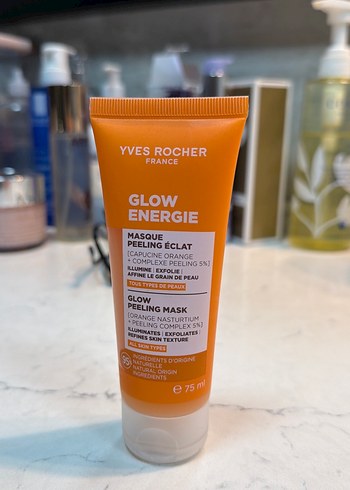 YVES ROCHER
FRANCE
GLOW
ENERGIE
MASQUE
PEELING ÉCLAT
[CAPUCINE ORANGE
+ COMPLEXE PEELING 5%]
ILLUMINE | EXFOLIE |
AFFINE LE GRAIN DE PEAU
TOUS TYPES DE PEAUX
GLOW
PEELING MASK
[ORANGE NASTURTIUM
+ PEELING COMPLEX 5%]
ILLUMINATES | EXFOLIATES |
REFINES SKIN TEXTURE
ALL SKIN TYPES
INGRÉDIENTS D'ORIGINE
NATURELLE
NATURAL ORIGIN
INGREDIENTS
℮ 75 ml